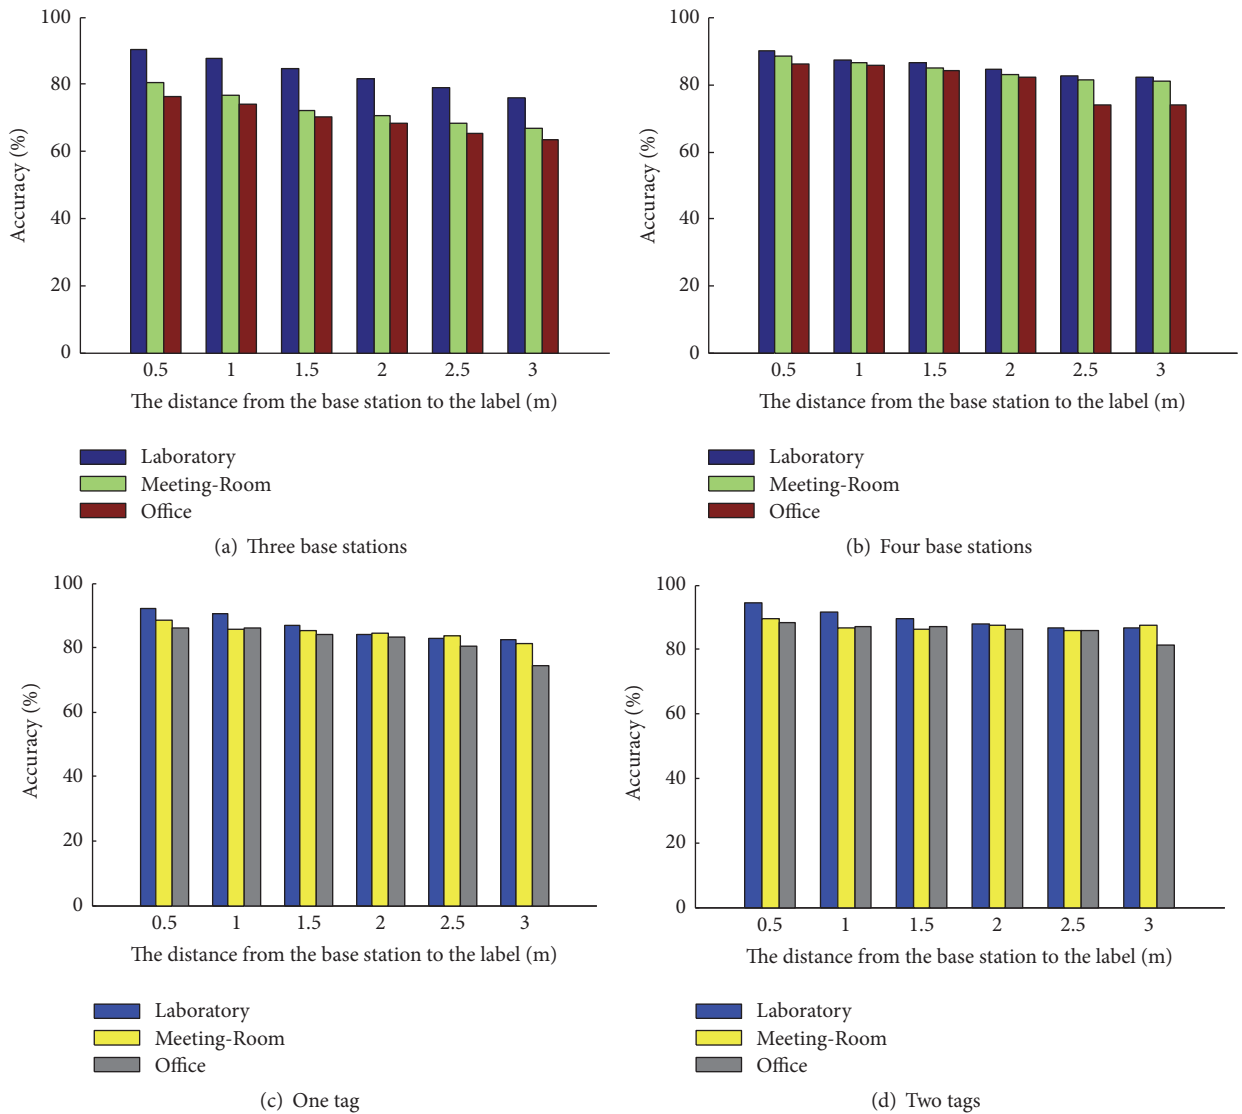 100
80
60
40
20
0
Accuracy (%)
0.5 1 1.5 2 2.5 3
The distance from the base station to the label (m)
Laboratory
Meeting-Room
Office
(a) Three base stations
100
80
60
40
20
0
Accuracy (%)
0.5 1 1.5 2 2.5 3
The distance from the base station to the label (m)
Laboratory
Meeting-Room
Office
(b) Four base stations
100
80
60
40
20
0
Accuracy (%)
0.5 1 1.5 2 2.5 3
The distance from the base station to the label (m)
Laboratory
Meeting-Room
Office
(c) One tag
100
80
60
40
20
0
Accuracy (%)
0.5 1 1.5 2 2.5 3
The distance from the base station to the label (m)
Laboratory
Meeting-Room
Office
(d) Two tags